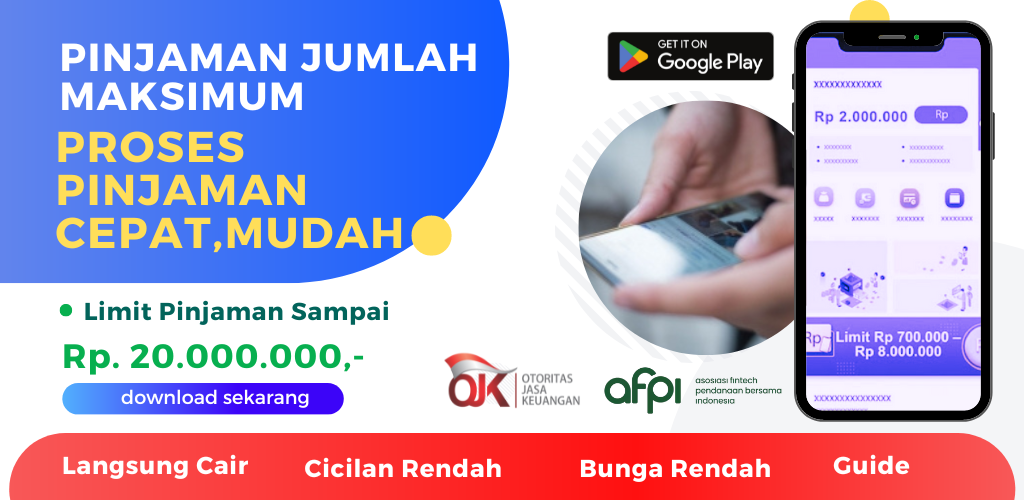 PINJAMAN JUMLAH
MAKSIMUM
PROSES
PINJAMAN
CEPAT,MUDAH
Limit Pinjaman Sampai
Rp. 20.000.000,-
download sekarang
GET IT ON
Google Play
OJK
OTORITAS
JASA
KEUANGAN
afpi
asosiasi fintech
pendanaan bersama
indonesia
XXXXXXXXXXXXX
Rp 2.000.000
Rp
Rp
Limit Rp 700.000 –
Rp 8.000.000
Langsung Cair
Cicilan Rendah
Bunga Rendah
Guide